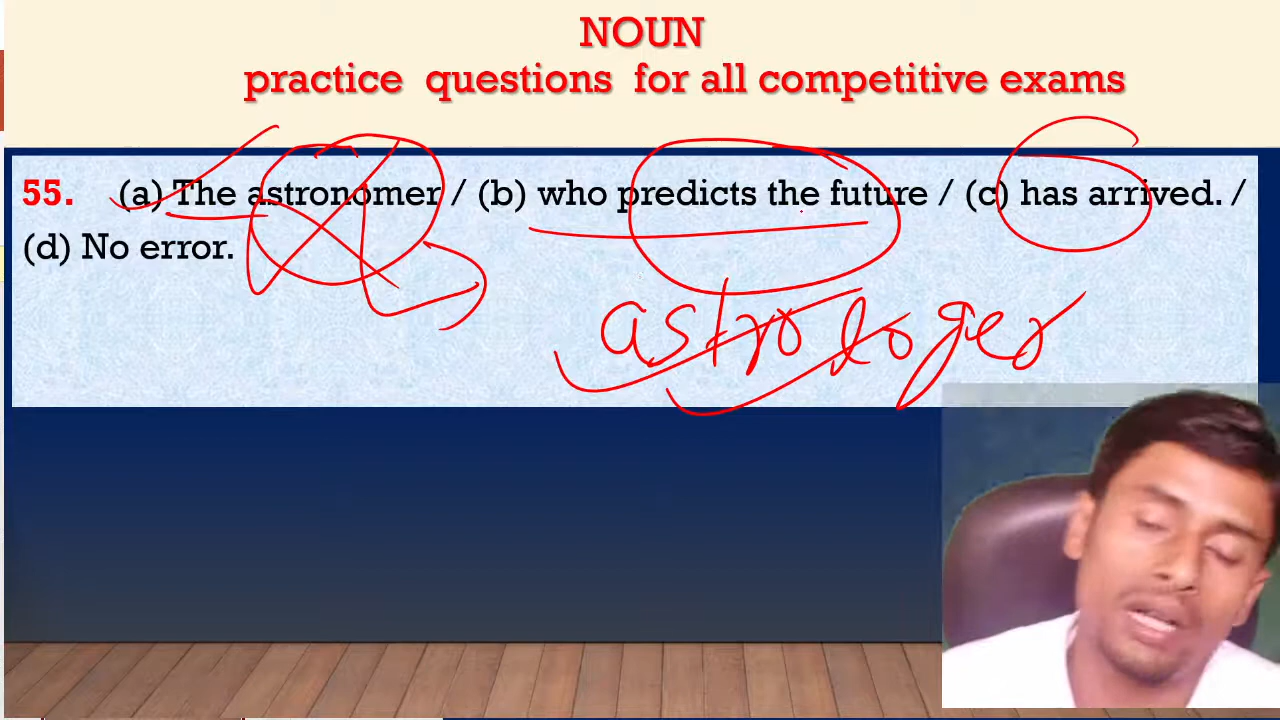 NOUN
practice questions for all competitive exams
55. (a) The astronomer / (b) who predicts the future / (c) has arrived. /
(d) No error.
astrologer